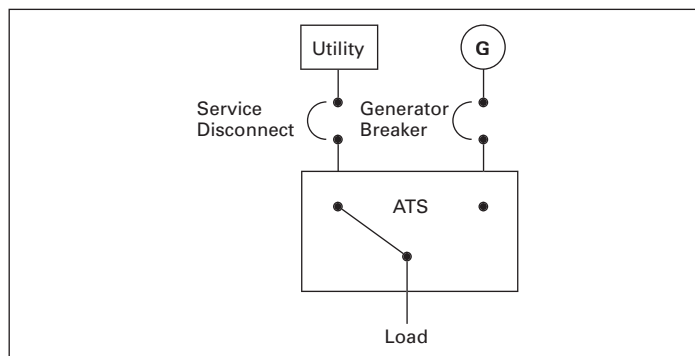 Utility
G
Service
Disconnect
Generator
Breaker
ATS
Load